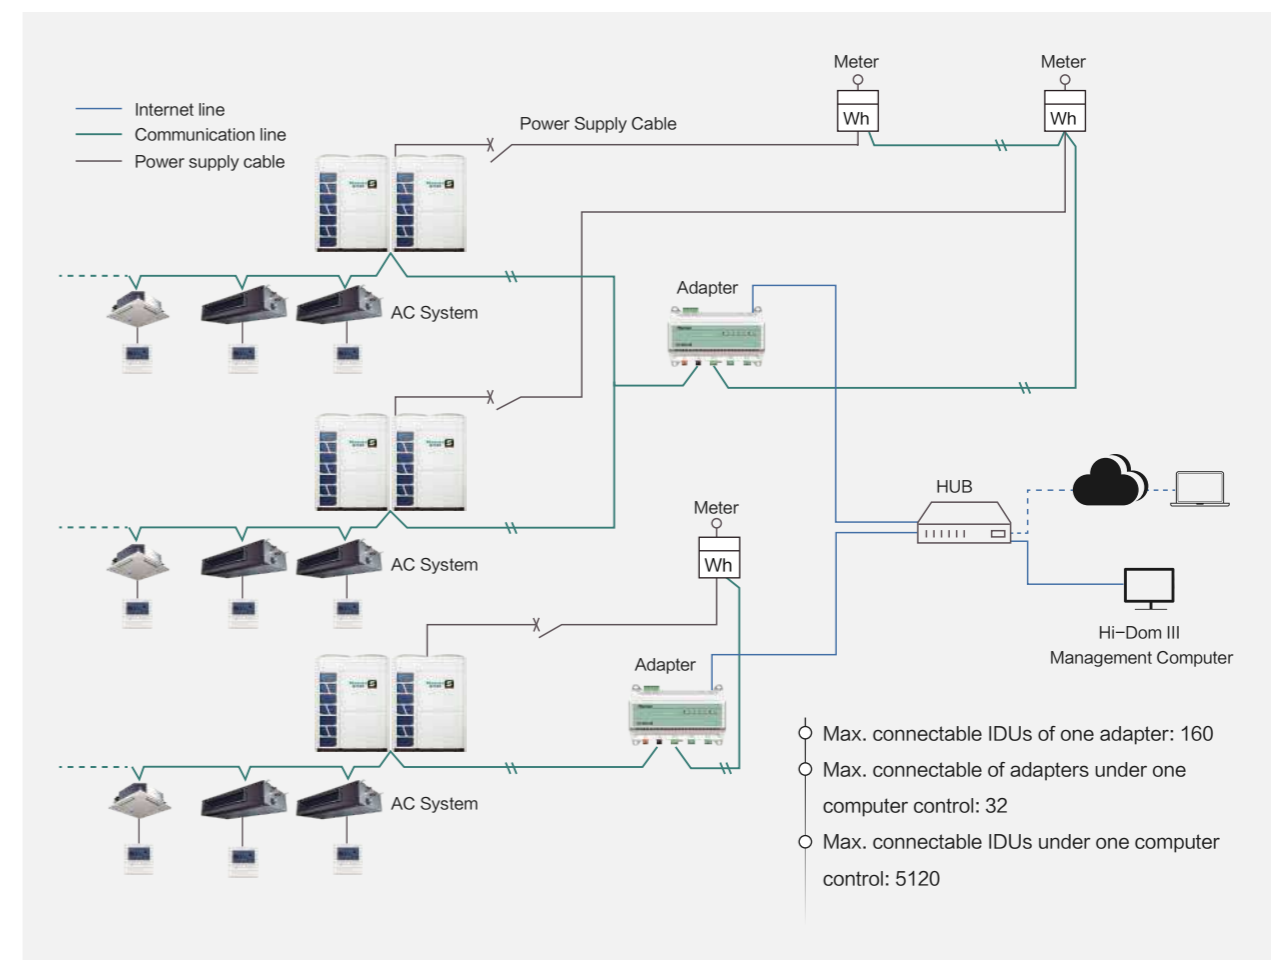 Meter
Meter
Internet line
Communication line
Power supply cable
Power Supply Cable
Wh
Wh
Adapter
AC System
HUB
Meter
Wh
AC System
Hi-Dom III
Management Computer
Adapter
AC System
Max. connectable IDUs of one adapter: 160
Max. connectable of adapters under one
computer control: 32
Max. connectable IDUs under one computer
control: 5120